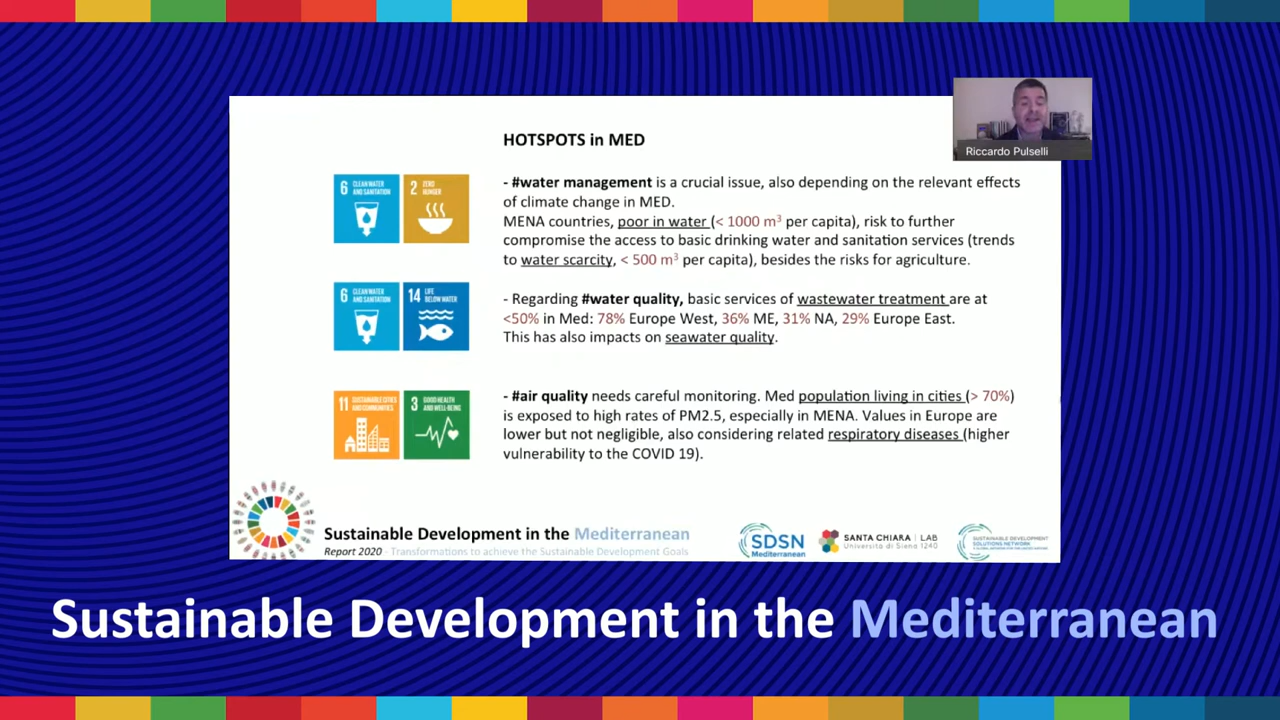 HOTSPOTS in MED
Riccardo Pulselli
6 CLEAN WATER
AND SANITATION
2 ZERO
HUNGER
- #water management is a crucial issue, also depending on the relevant effects
of climate change in MED.
MENA countries, poor in water (< 1000 m³ per capita), risk to further
compromise the access to basic drinking water and sanitation services (trends
to water scarcity, < 500 m³ per capita), besides the risks for agriculture.
6 CLEAN WATER
AND SANITATION
14 LIFE
BELOW WATER
- Regarding #water quality, basic services of wastewater treatment are at
<50% in Med: 78% Europe West, 36% ME, 31% NA, 29% Europe East.
This has also impacts on seawater quality.
11 SUSTAINABLE CITIES
AND COMMUNITIES
3 GOOD HEALTH
AND WELL-BEING
- #air quality needs careful monitoring. Med population living in cities (> 70%)
is exposed to high rates of PM2.5, especially in MENA. Values in Europe are
lower but not negligible, also considering related respiratory diseases (higher
vulnerability to the COVID 19).
Sustainable Development in the Mediterranean
Report 2020 - Transformations to achieve the Sustainable Development Goals
SDSN
Mediterranean
SANTA CHIARA | LAB
Università di Siena 1240
SUSTAINABLE DEVELOPMENT
SOLUTIONS NETWORK
Sustainable Development in the Mediterranean